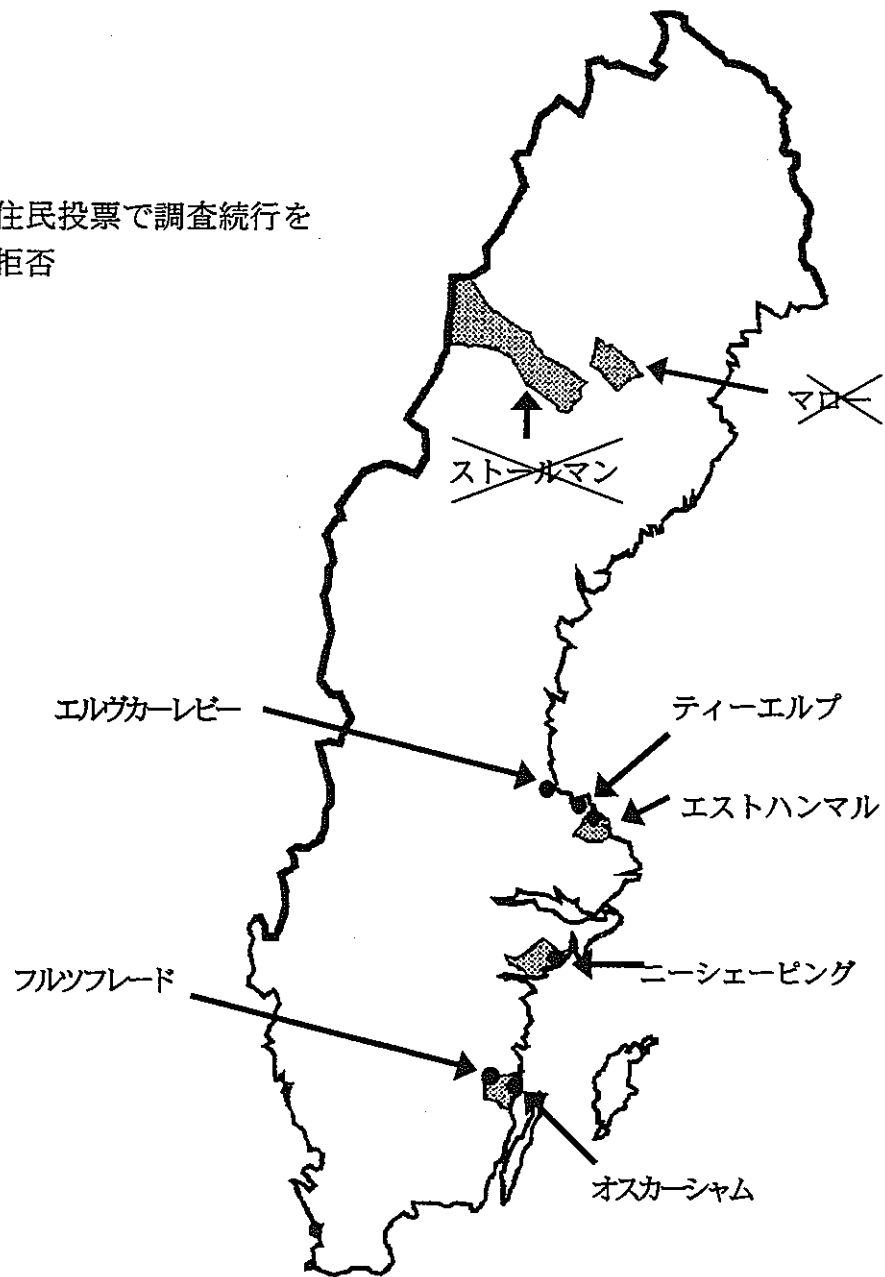 住民投票で調査続行を
拒否
マロー
ストールマン
エルヴカーレビー
ティーエルプ
エストハンマル
ニーシェーピング
フルツフレード
オスカーシャム